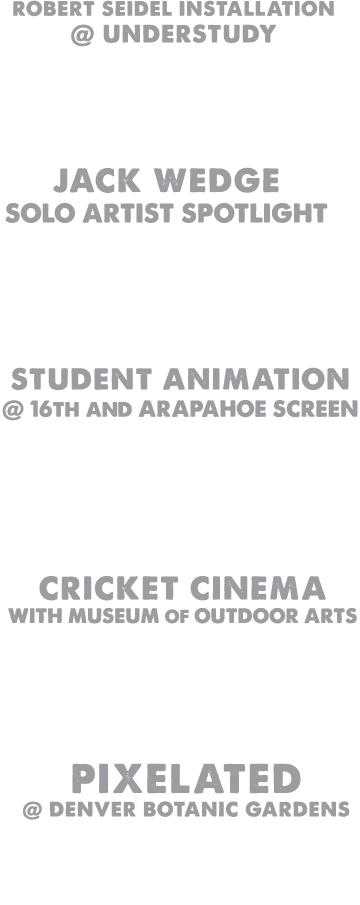 ROBERT SEIDEL INSTALLATION
@ UNDERSTUDY
JACK WEDGE
SOLO ARTIST SPOTLIGHT
STUDENT ANIMATION
@ 16TH AND ARAPAHOE SCREEN
CRICKET CINEMA
WITH MUSEUM OF OUTDOOR ARTS
PIXELATED
@ DENVER BOTANIC GARDENS